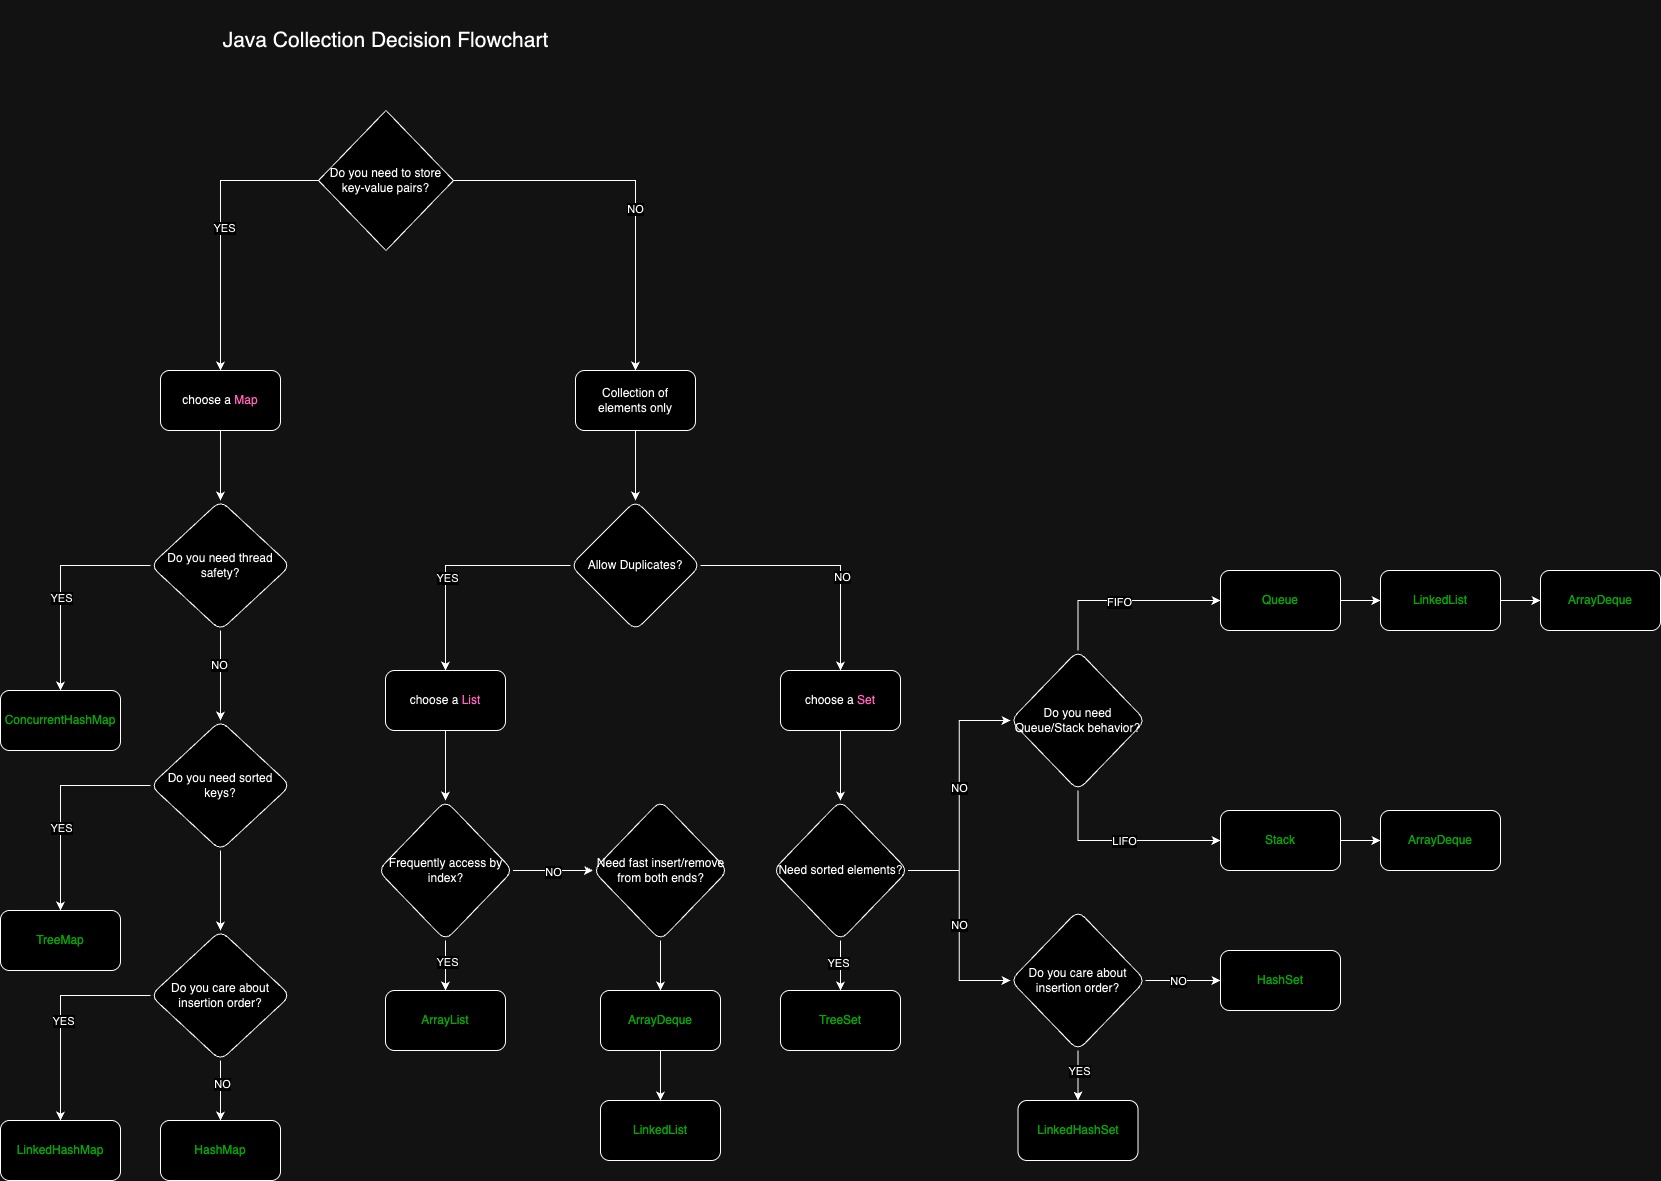 Java Collection Decision Flowchart
Do you need to store
key-value pairs?
YES
NO
choose a Map
Collection of
elements only
Do you need thread
safety?
YES
NO
ConcurrentHashMap
Do you need sorted
keys?
YES
TreeMap
Do you care about
insertion order?
YES
NO
LinkedHashMap
HashMap
Allow Duplicates?
YES
NO
choose a List
choose a Set
Frequently access by
index?
NO
YES
ArrayList
Need fast insert/remove
from both ends?
ArrayDeque
LinkedList
Need sorted elements?
YES
TreeSet
NO
NO
Do you need
Queue/Stack behavior?
FIFO
Queue
LinkedList
ArrayDeque
LIFO
Stack
ArrayDeque
Do you care about
insertion order?
NO
HashSet
YES
LinkedHashSet